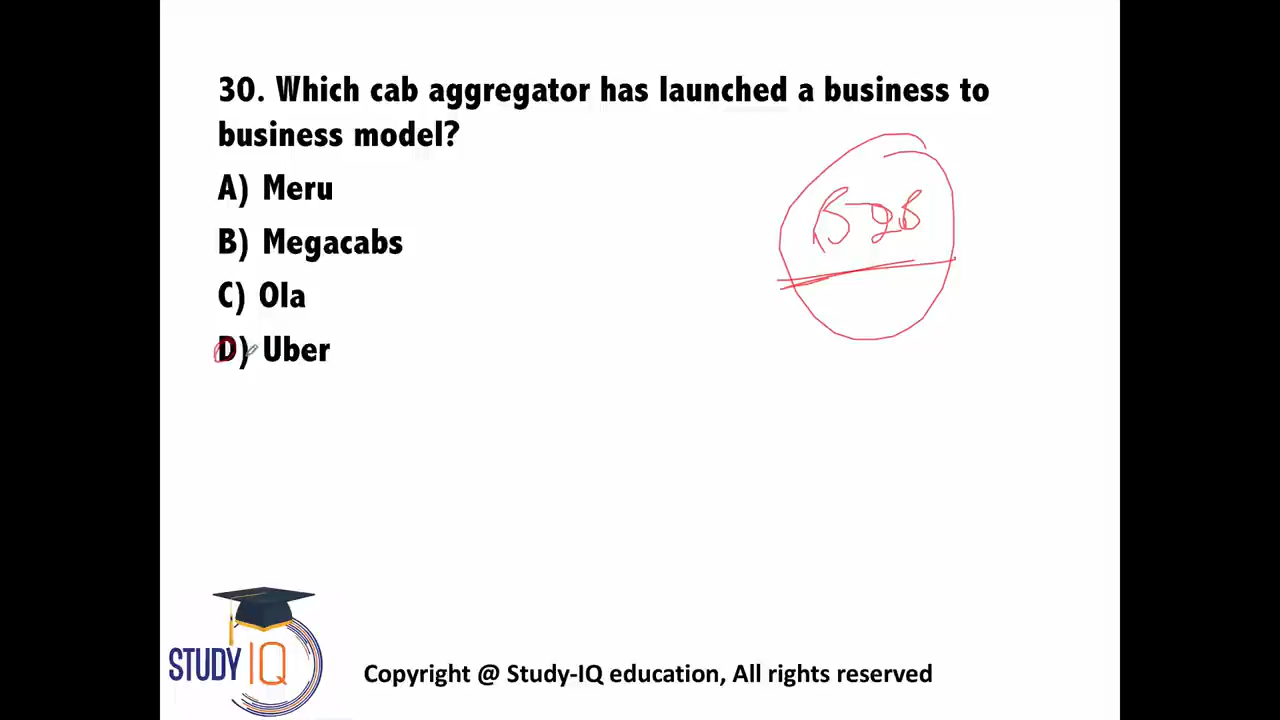 30. Which cab aggregator has launched a business to
business model?
A) Meru
B) Megacabs
C) Ola
D) Uber
B2B
STUDY IQ
Copyright @ Study-IQ education, All rights reserved